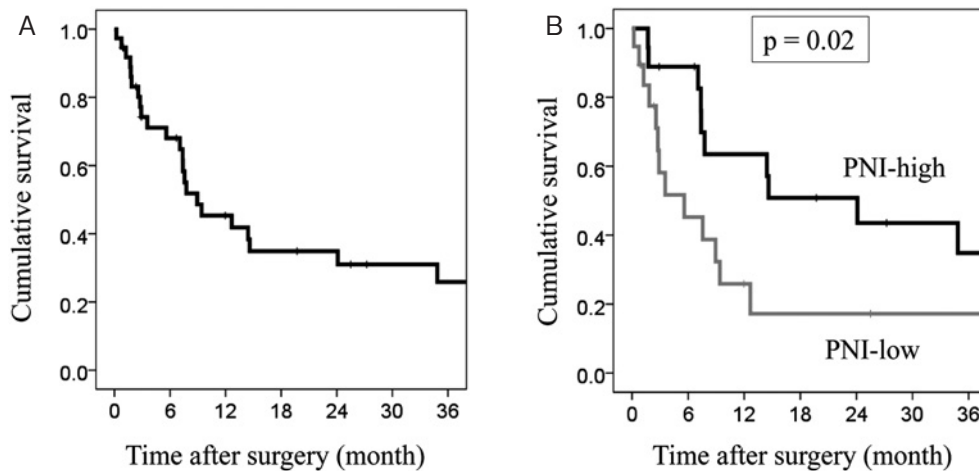 A
Cumulative survival
1.0
0.8
0.6
0.4
0.2
0.0
0 6 12 18 24 30 36
Time after surgery (month)
B
Cumulative survival
1.0
0.8
0.6
0.4
0.2
0.0
p = 0.02
PNI-high
PNI-low
0 6 12 18 24 30 36
Time after surgery (month)